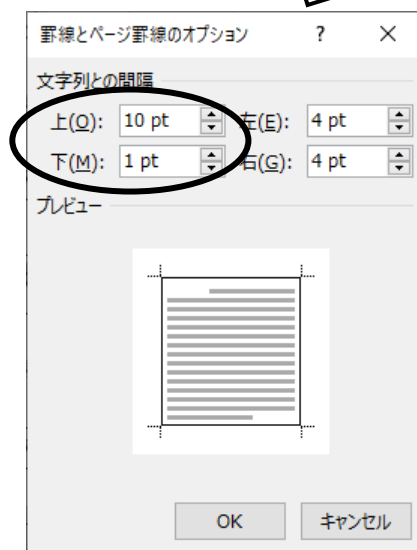 罫線とページ罫線のオプション ? ×
文字列との間隔
上(O): 10 pt 左(E): 4 pt
下(M): 1 pt 右(G): 4 pt
プレビュー
OK キャンセル